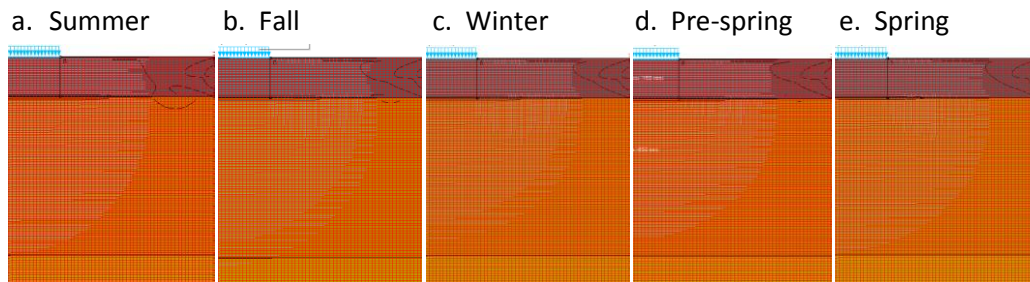 a. Summer
b. Fall
c. Winter
d. Pre-spring
e. Spring